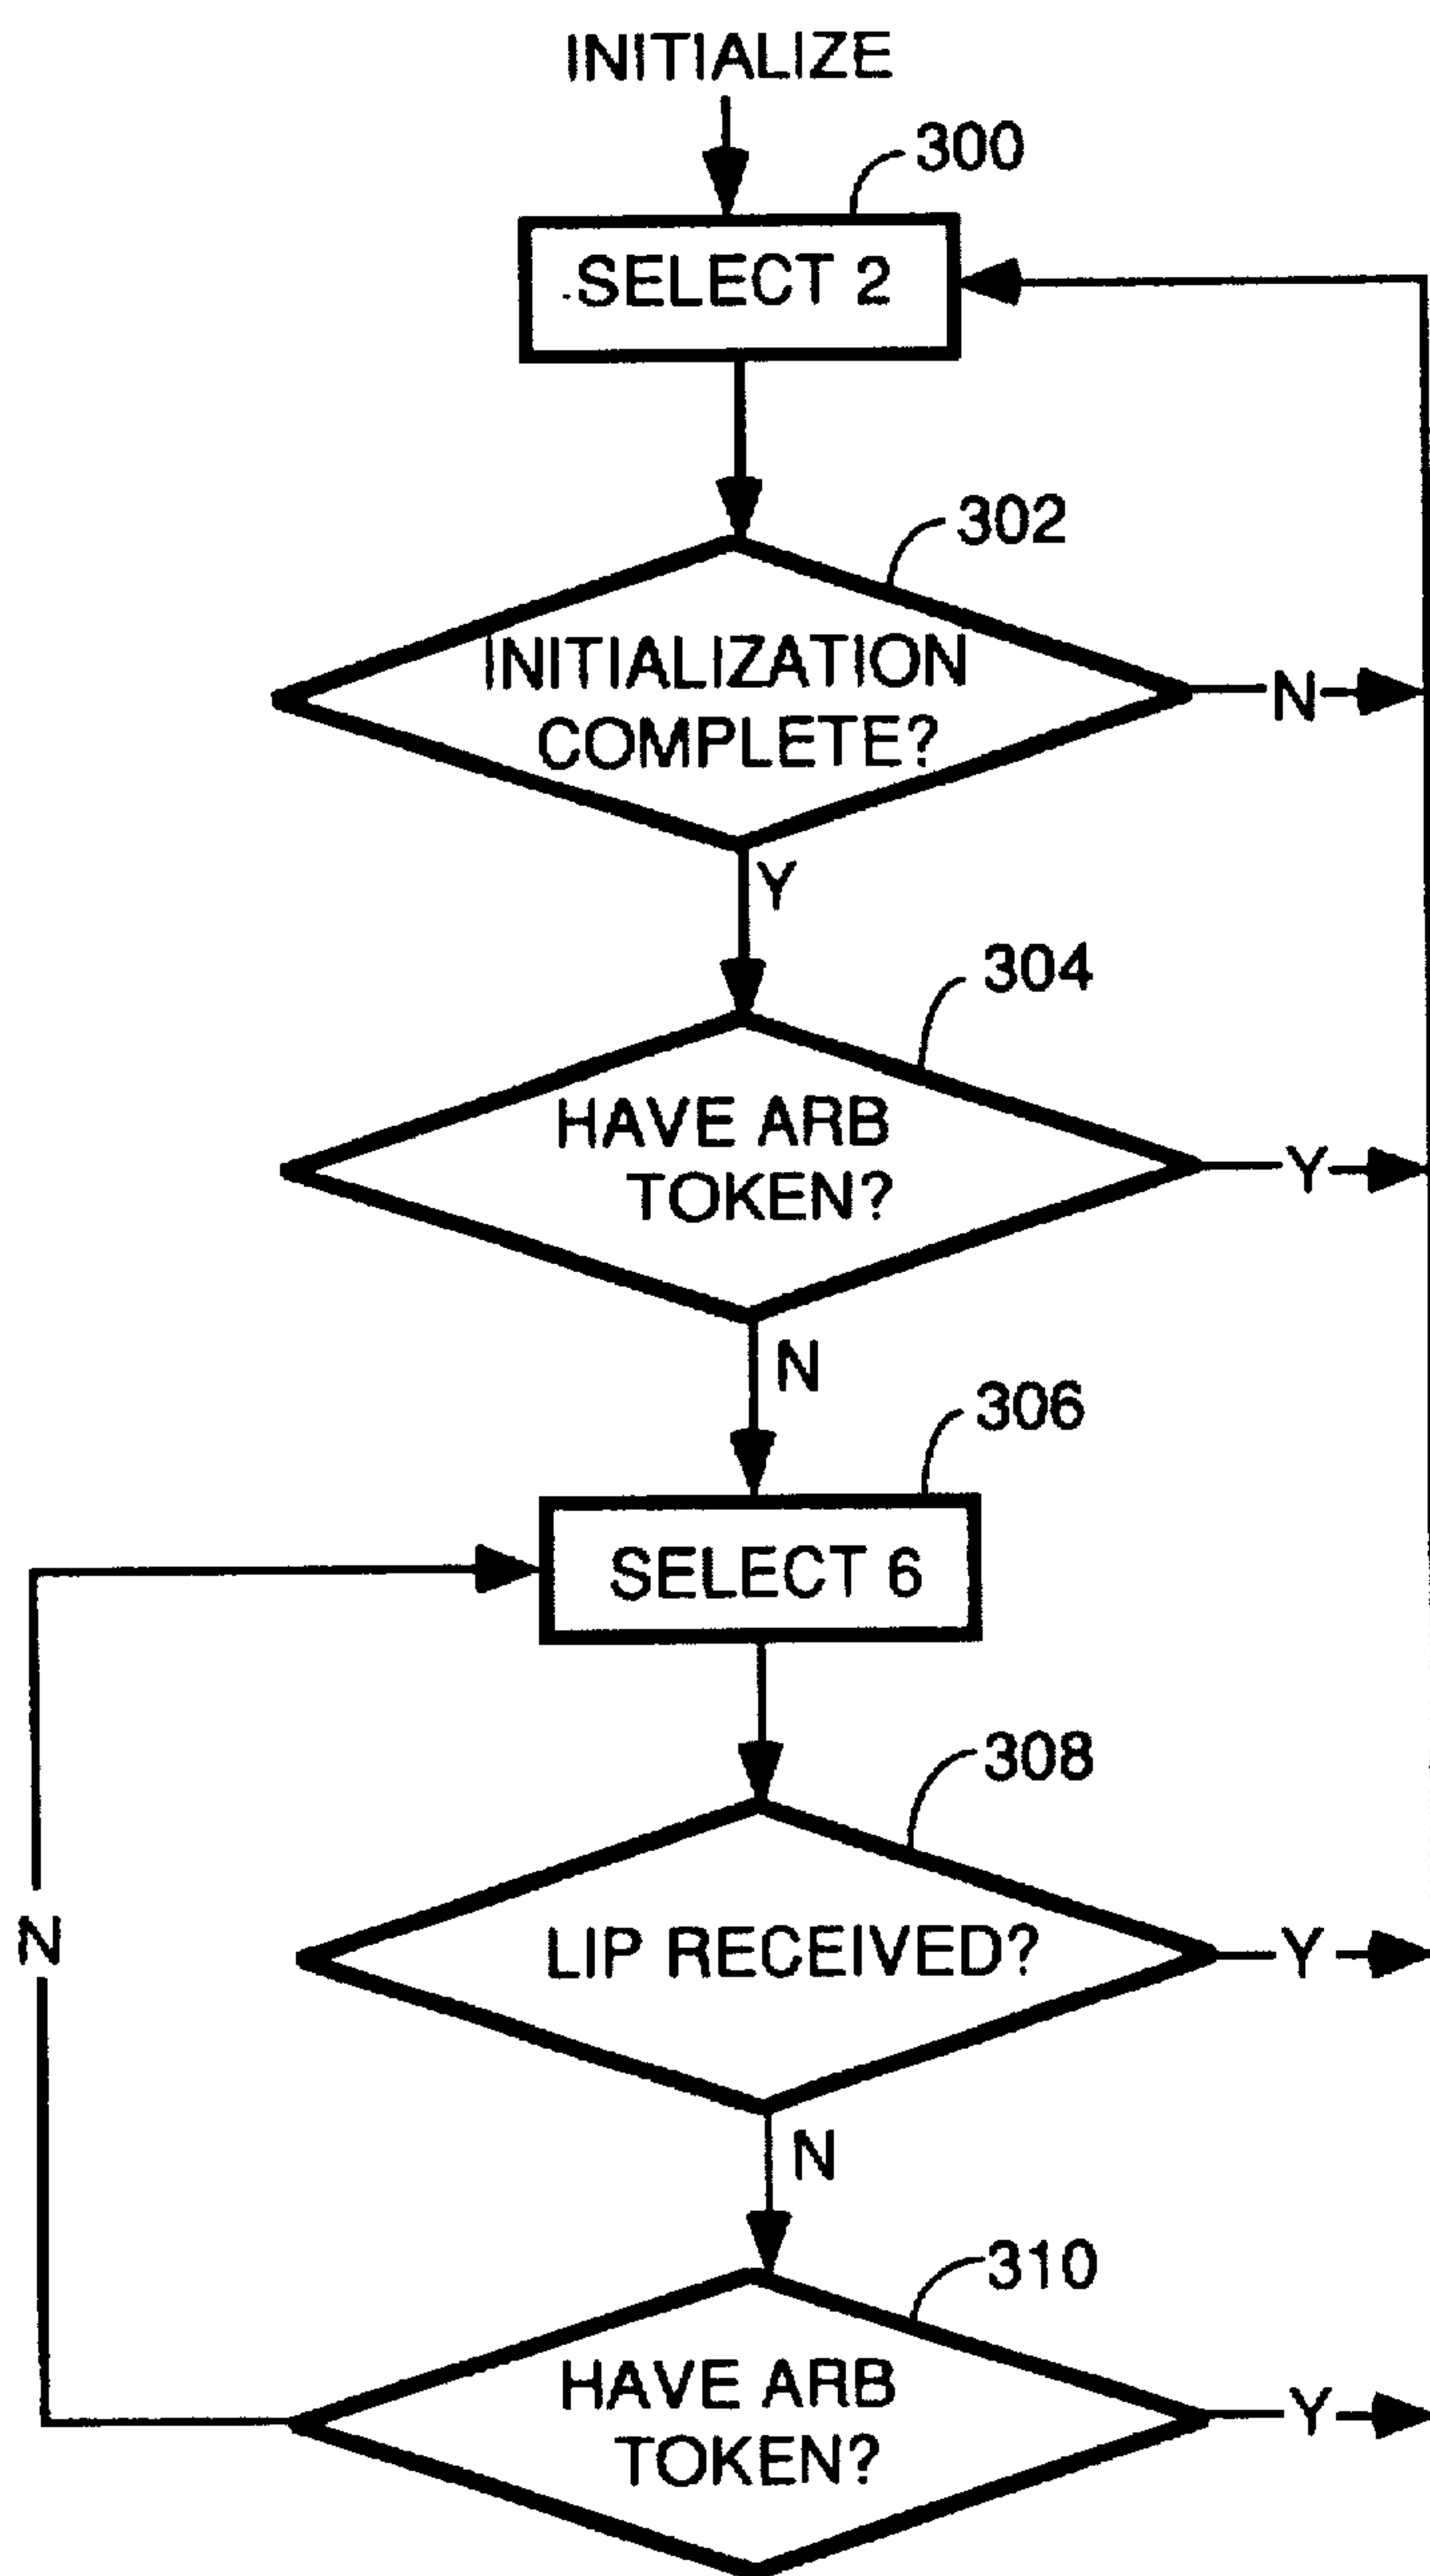 INITIALIZE
300
SELECT 2
302
INITIALIZATION
COMPLETE?
N
Y
304
HAVE ARB
TOKEN?
Y
N
306
SELECT 6
308
LIP RECEIVED?
Y
N
N
310
HAVE ARB
TOKEN?
Y